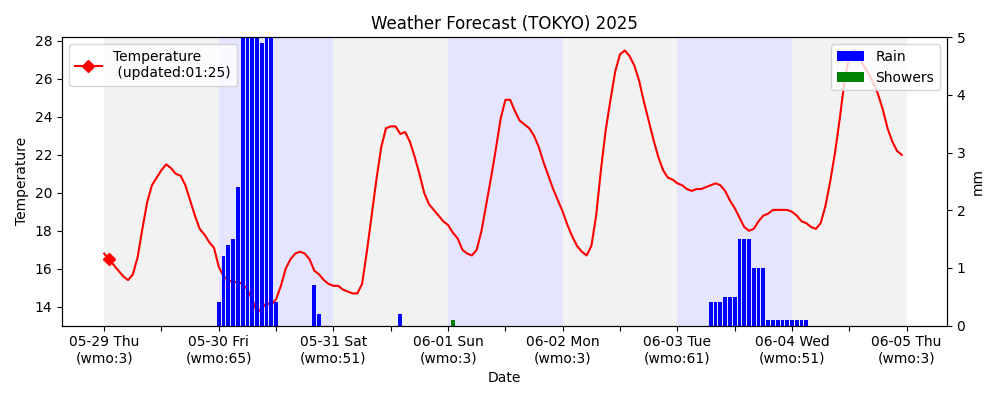 Weather Forecast (TOKYO) 2025
Temperature
(updated:01:25)
Rain
Showers
28
26
24
22
20
18
16
14
Temperature
5
4
3
2
1
0
mm
05-29 Thu
(wmo:3)
05-30 Fri
(wmo:65)
05-31 Sat
(wmo:51)
06-01 Sun
(wmo:3)
06-02 Mon
(wmo:3)
06-03 Tue
(wmo:61)
06-04 Wed
(wmo:51)
06-05 Thu
(wmo:3)
Date